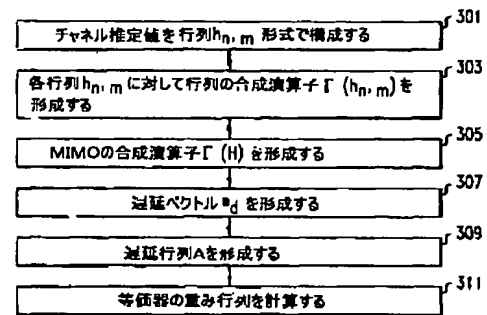 301
チャネル推定値を行列hn, m 形式で構成する
303
各行列hn, m に対して行列の合成演算子Γ (hn, m) を
形成する
305
MIMOの合成演算子Γ (H) を形成する
307
遅延ベクトル を形成する
309
遅延行列Aを形成する
311
等価器の重み行列を計算する